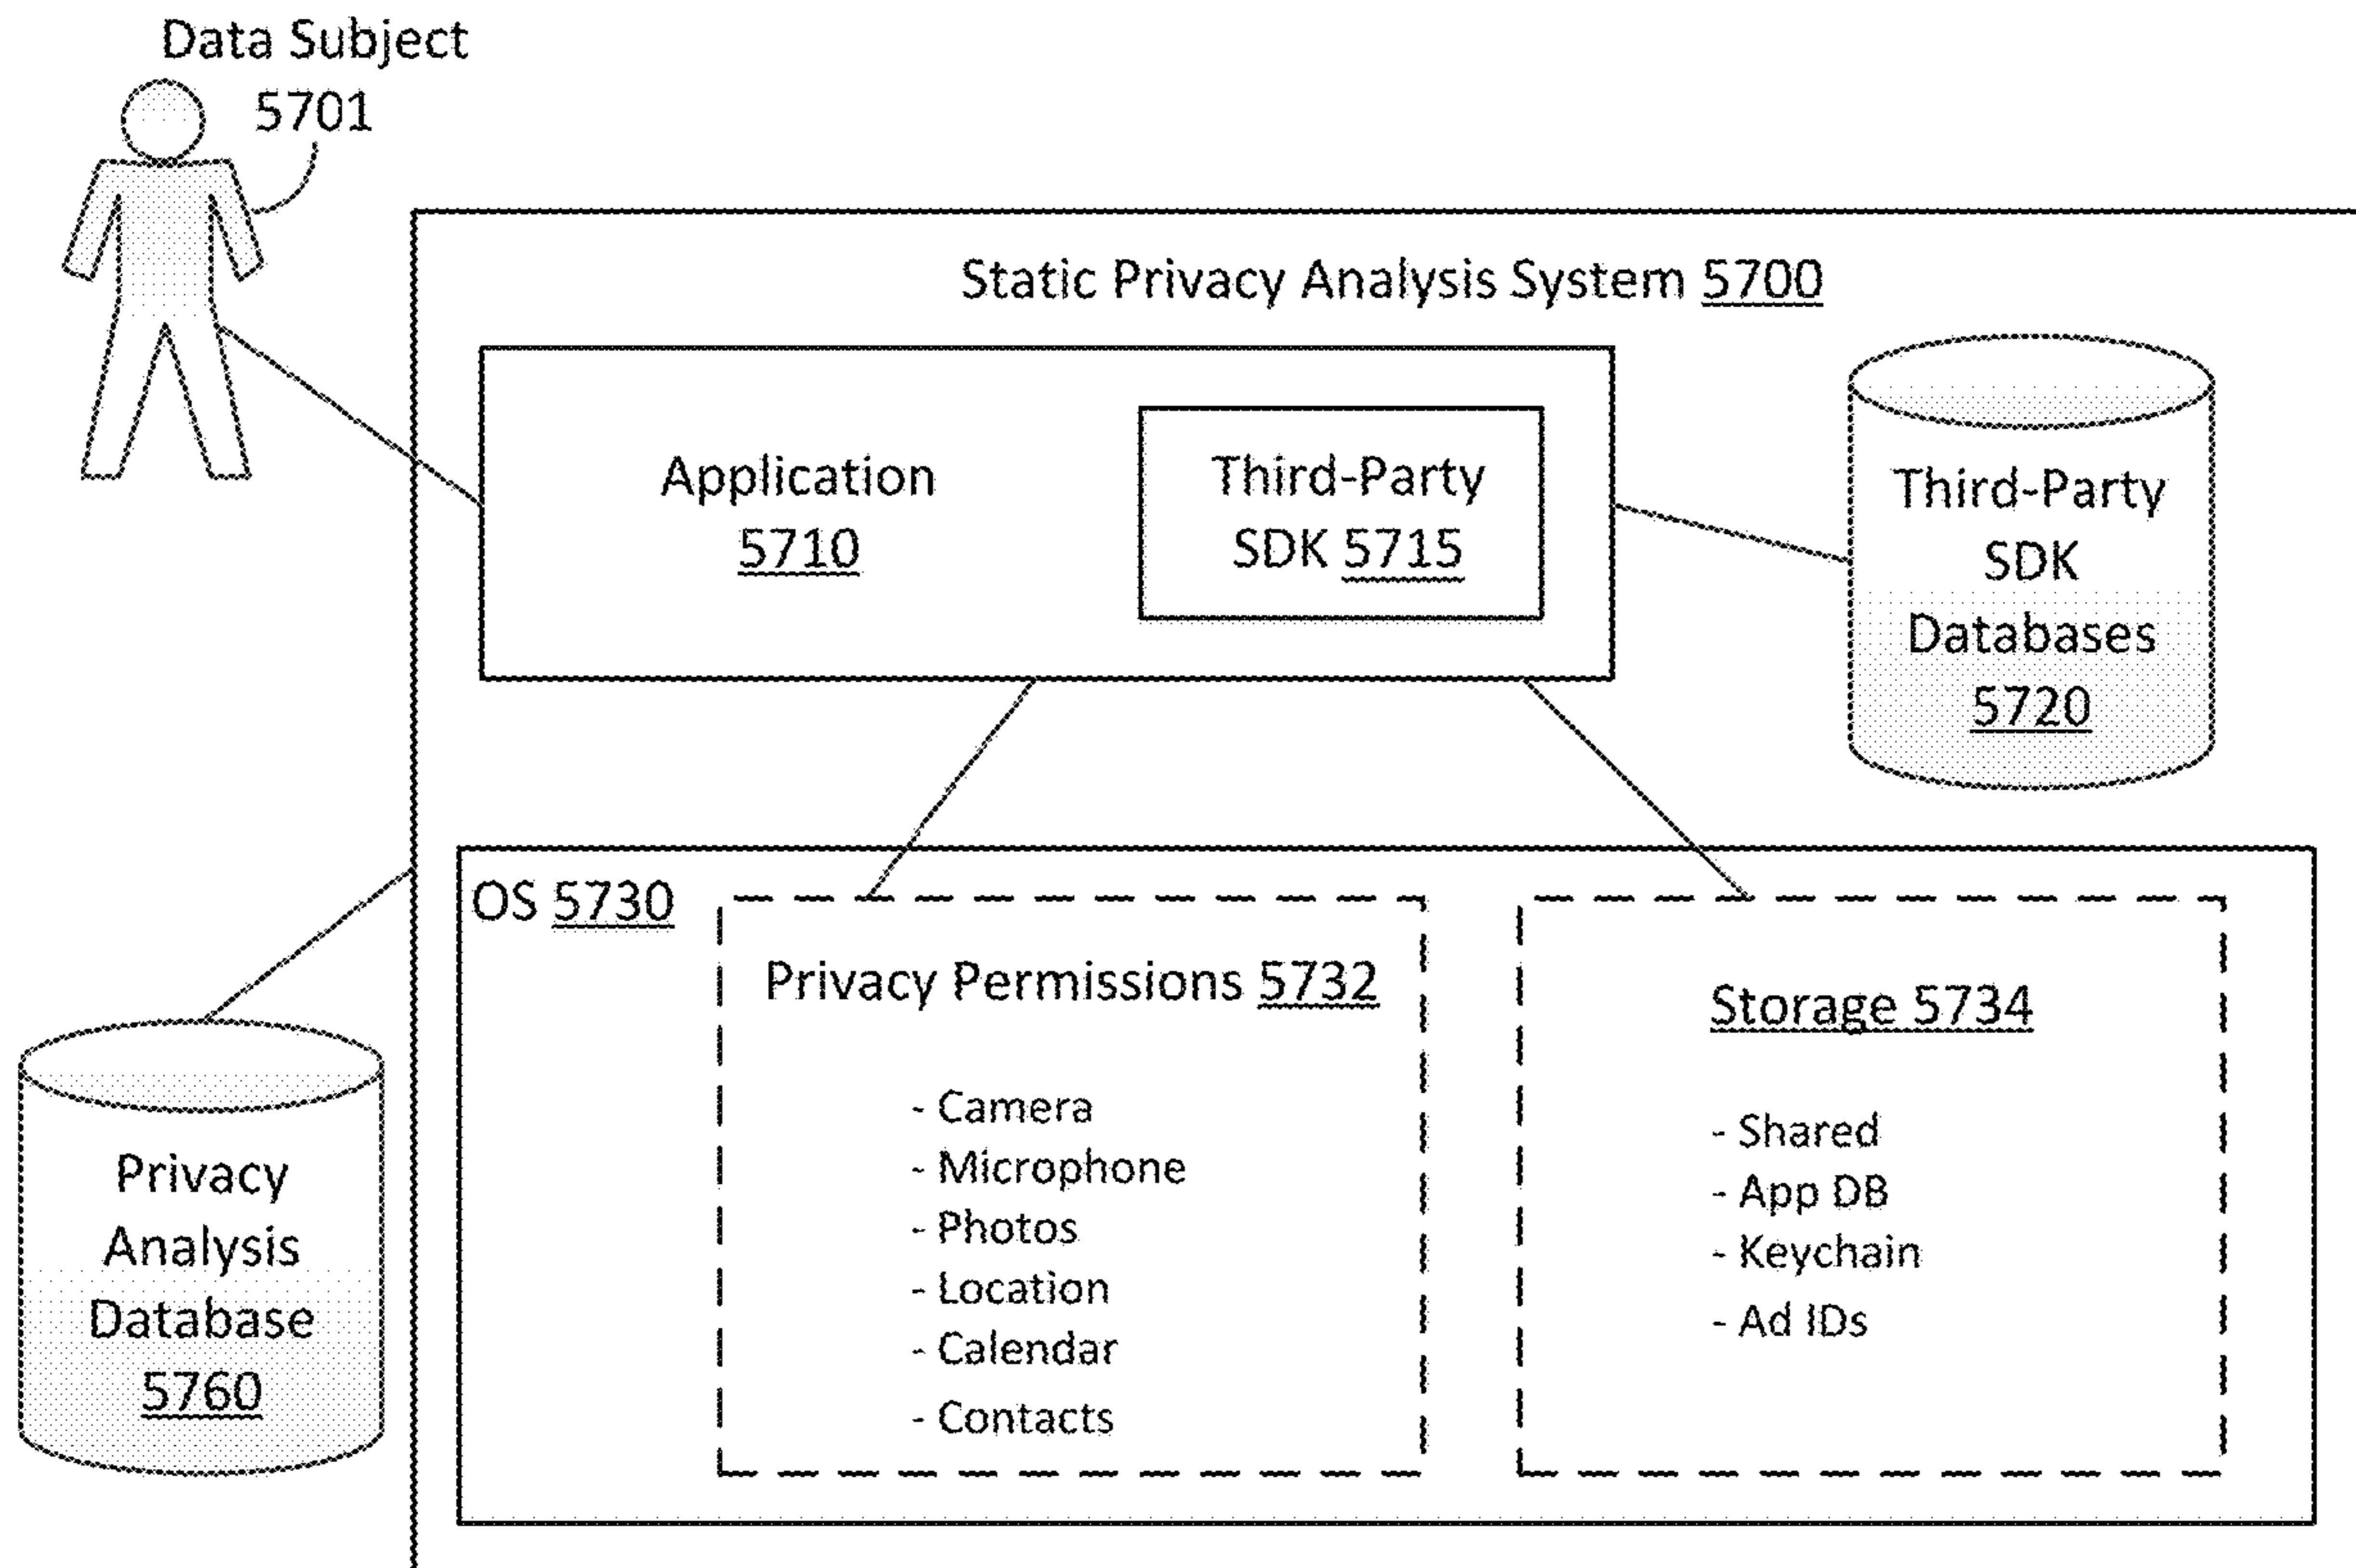 Data Subject
5701
Static Privacy Analysis System 5700
Application
5710
Third-Party
SDK 5715
Third-Party
SDK
Databases
5720
OS 5730
Privacy Permissions 5732
- Camera
- Microphone
- Photos
- Location
- Calendar
- Contacts
Storage 5734
- Shared
- App DB
- Keychain
- Ad IDs
Privacy
Analysis
Database
5760